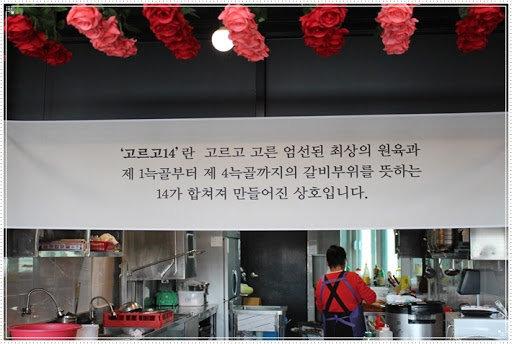 ‘고르고14’란 고르고 고른 엄선된 최상의 원육과
제 1늑골부터 제 4늑골까지의 갈비부위를 뜻하는
14가 합쳐져 만들어진 상호입니다.